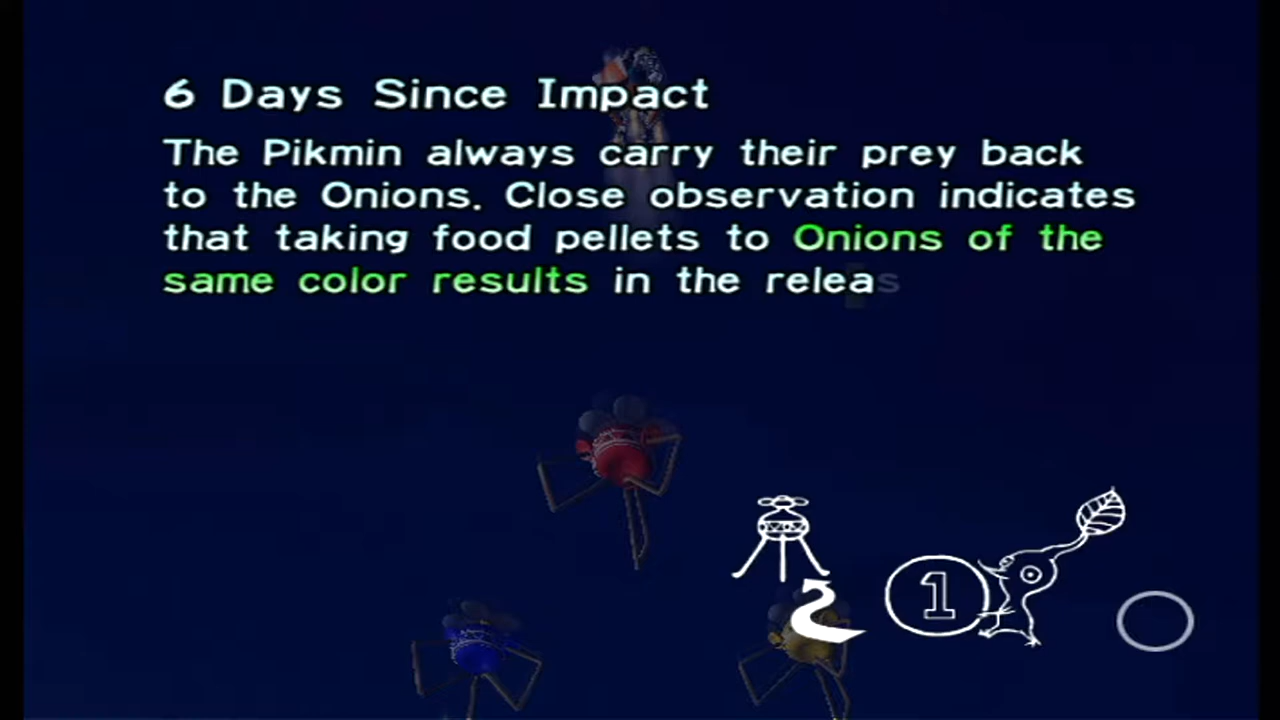 6 Days Since Impact
The Pikmin always carry their prey back
to the Onions. Close observation indicates
that taking food pellets to Onions of the
same color results in the releas
1